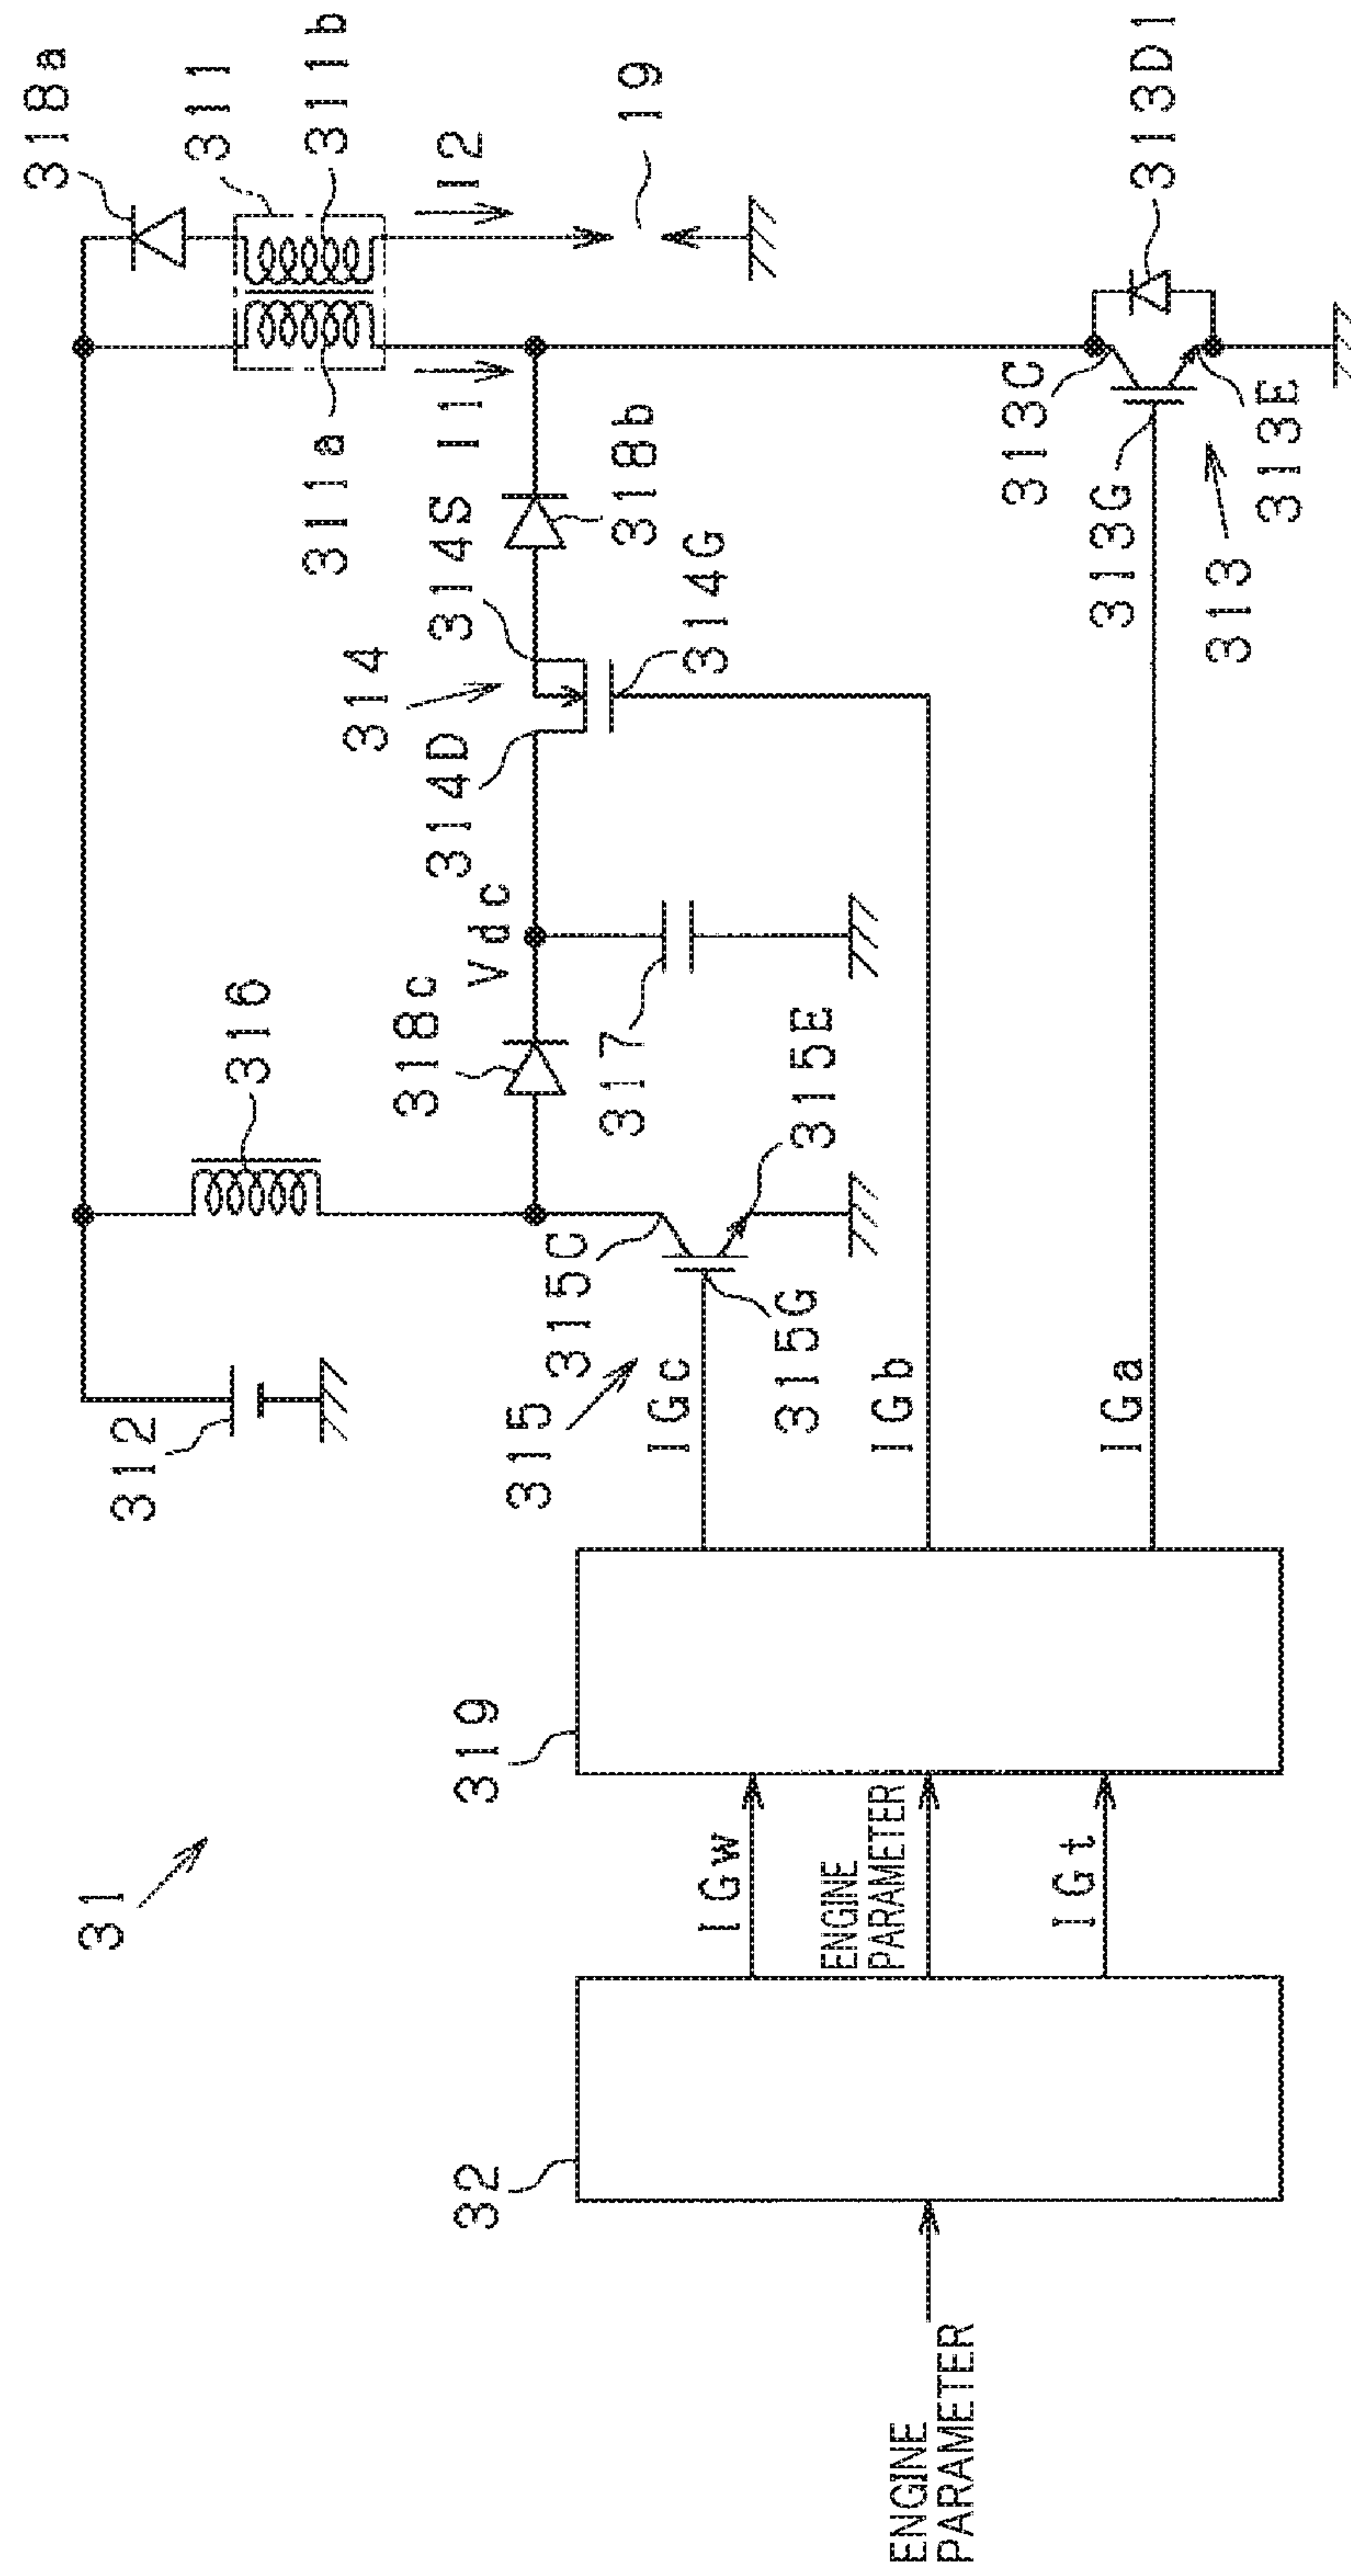 31
312
316
318a
311
311b
311a
I2
19
I1
318b
314S
314
314D
314G
Vdc
318c
317
315E
315C
315
315G
IGc
IGb
IGa
313C
313G
313
313E
313D1
319
32
IGw
ENGINE
PARAMETER
IGt
ENGINE
PARAMETER